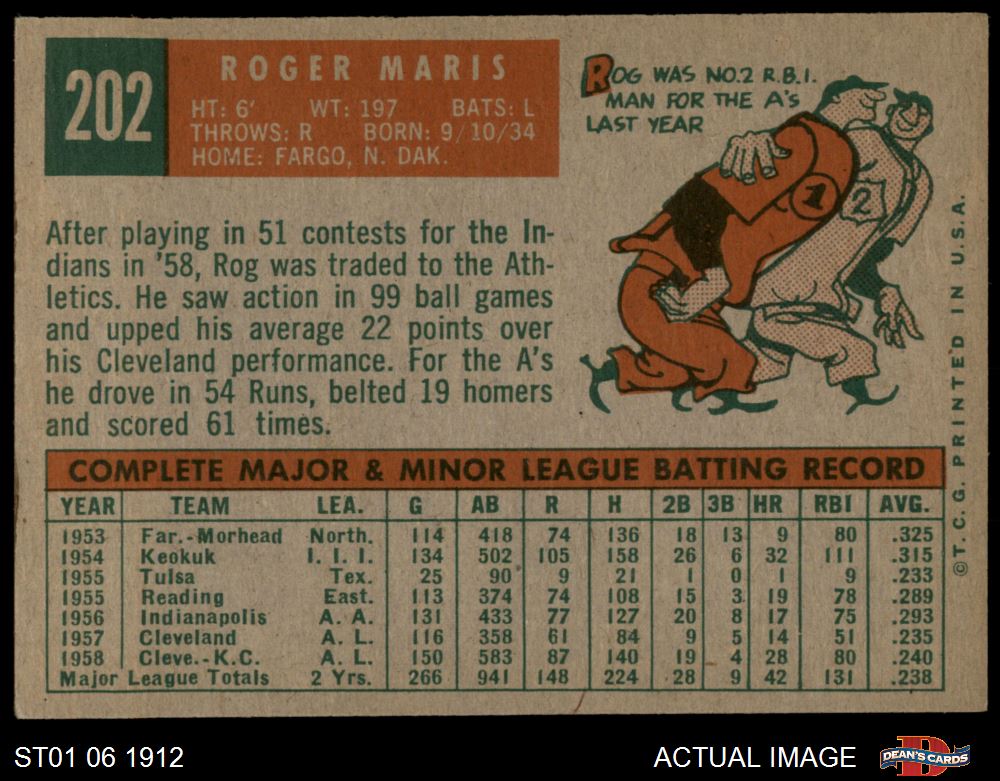 202
ROGER MARIS
HT: 6' WT: 197 BATS: L
THROWS: R BORN: 9/10/34
HOME: FARGO, N. DAK.
ROG WAS NO.2 R.B.I.
MAN FOR THE A'S
LAST YEAR
1
2
After playing in 51 contests for the In-
dians in '58, Rog was traded to the Ath-
letics. He saw action in 99 ball games
and upped his average 22 points over
his Cleveland performance. For the A's
he drove in 54 Runs, belted 19 homers
and scored 61 times.
COMPLETE MAJOR & MINOR LEAGUE BATTING RECORD
YEAR TEAM LEA. G AB R H 2B 3B HR RBI AVG.
1953 Far.-Morhead North. 114 418 74 136 18 13 9 80 .325
1954 Keokuk I. I. I. 134 502 105 158 26 6 32 111 .315
1955 Tulsa Tex. 25 90 9 21 1 0 1 9 .233
1955 Reading East. 113 374 74 108 15 3 19 78 .289
1956 Indianapolis A. A. 131 433 77 127 20 8 17 75 .293
1957 Cleveland A. L. 116 358 61 84 9 5 14 51 .235
1958 Cleve.-K.C. A. L. 150 583 87 140 19 4 28 80 .240
Major League Totals 2 Yrs. 266 941 148 224 28 9 42 131 .238
©T. C. G. PRINTED IN U.S.A.
ST01 06 1912
ACTUAL IMAGE
D
DEAN'S CARDS